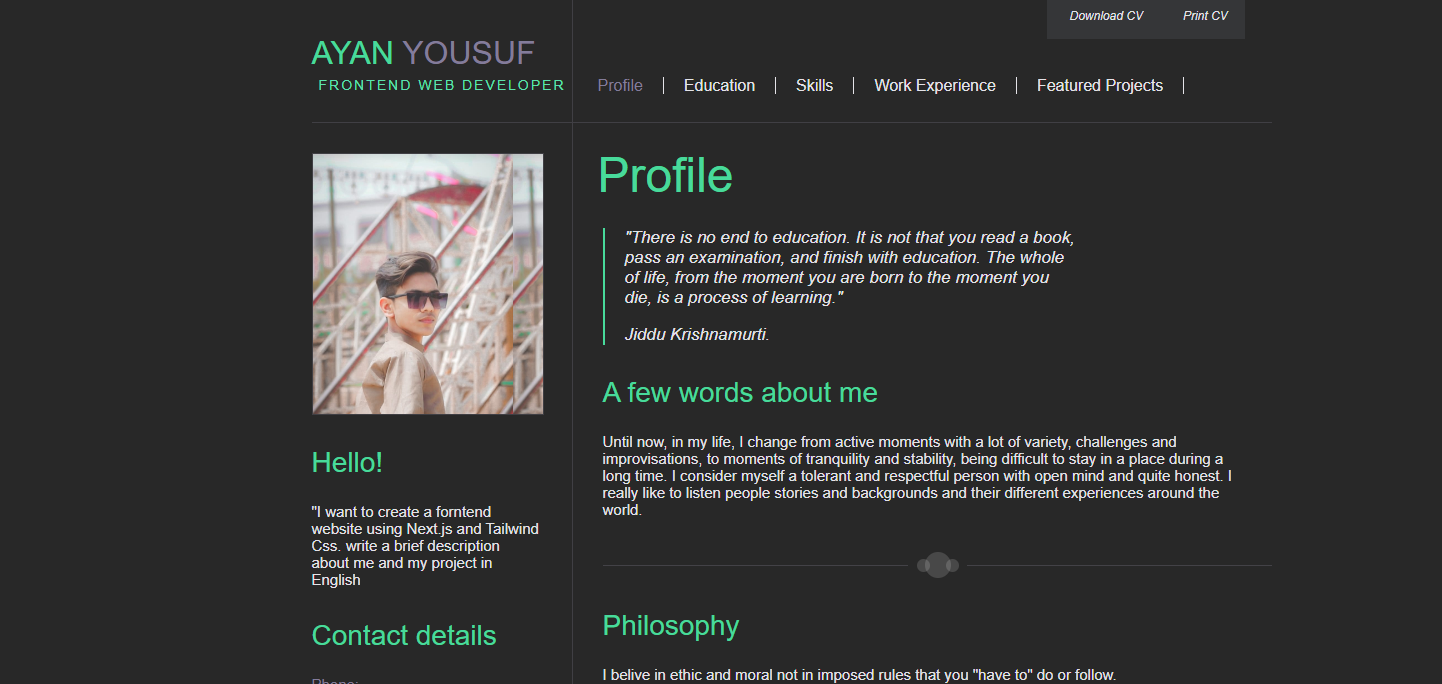 Download CV Print CV
AYAN YOUSUF
FRONTEND WEB DEVELOPER
Profile Education Skills Work Experience Featured Projects
Hello!
"I want to create a forntend
website using Next.js and Tailwind
Css. write a brief description
about me and my project in
English
Contact details
Phone:
Profile
"There is no end to education. It is not that you read a book,
pass an examination, and finish with education. The whole
of life, from the moment you are born to the moment you
die, is a process of learning."
Jiddu Krishnamurti.
A few words about me
Until now, in my life, I change from active moments with a lot of variety, challenges and
improvisations, to moments of tranquility and stability, being difficult to stay in a place during a
long time. I consider myself a tolerant and respectful person with open mind and quite honest. I
really like to listen people stories and backgrounds and their different experiences around the
world.
Philosophy
I belive in ethic and moral not in imposed rules that you "have to" do or follow.